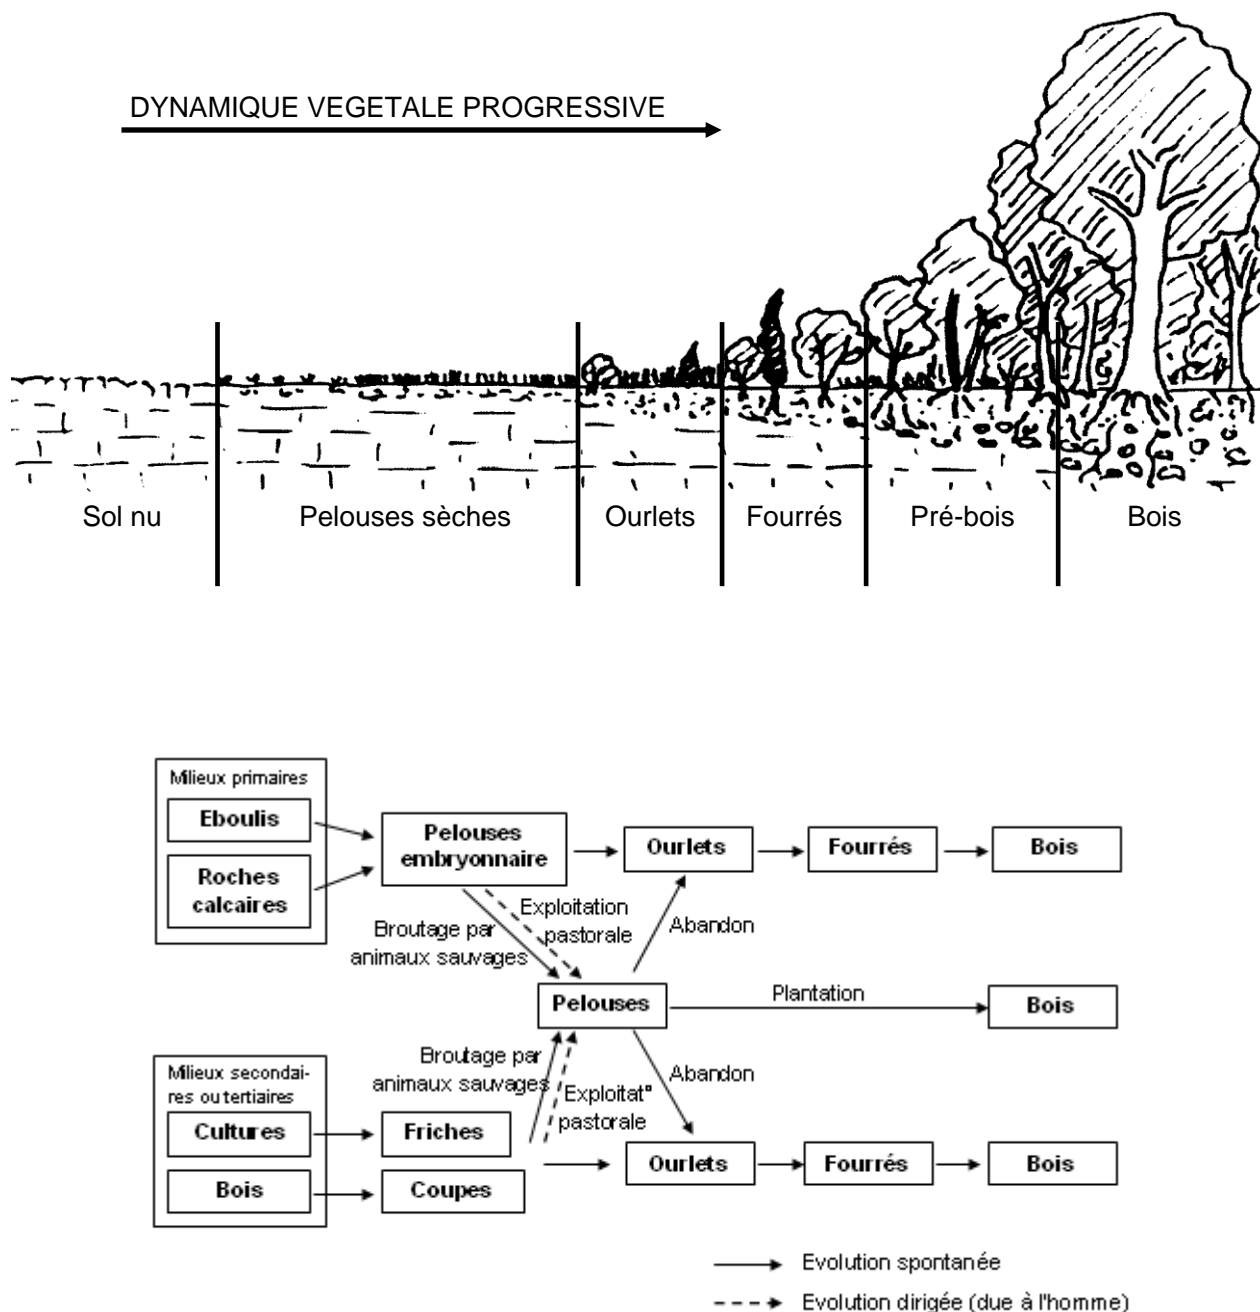 DYNAMIQUE VEGETALE PROGRESSIVE
Sol nu
Pelouses sèches
Ourlets
Fourrés
Pré-bois
Bois
Milieux primaires
Eboulis
Roches
calcaires
Pelouses
embryonnaire
Ourlets
Fourrés
Bois
Broutage par
animaux sauvages
Exploitation
pastorale
Abandon
Pelouses
Plantation
Bois
Broutage par
animaux sauvages
Exploitat°
pastorale
Abandon
Milieux secondai-
res ou tertiaires
Cultures
Friches
Bois
Coupes
Ourlets
Fourrés
Bois
Evolution spontanée
Evolution dirigée (due à l'homme)